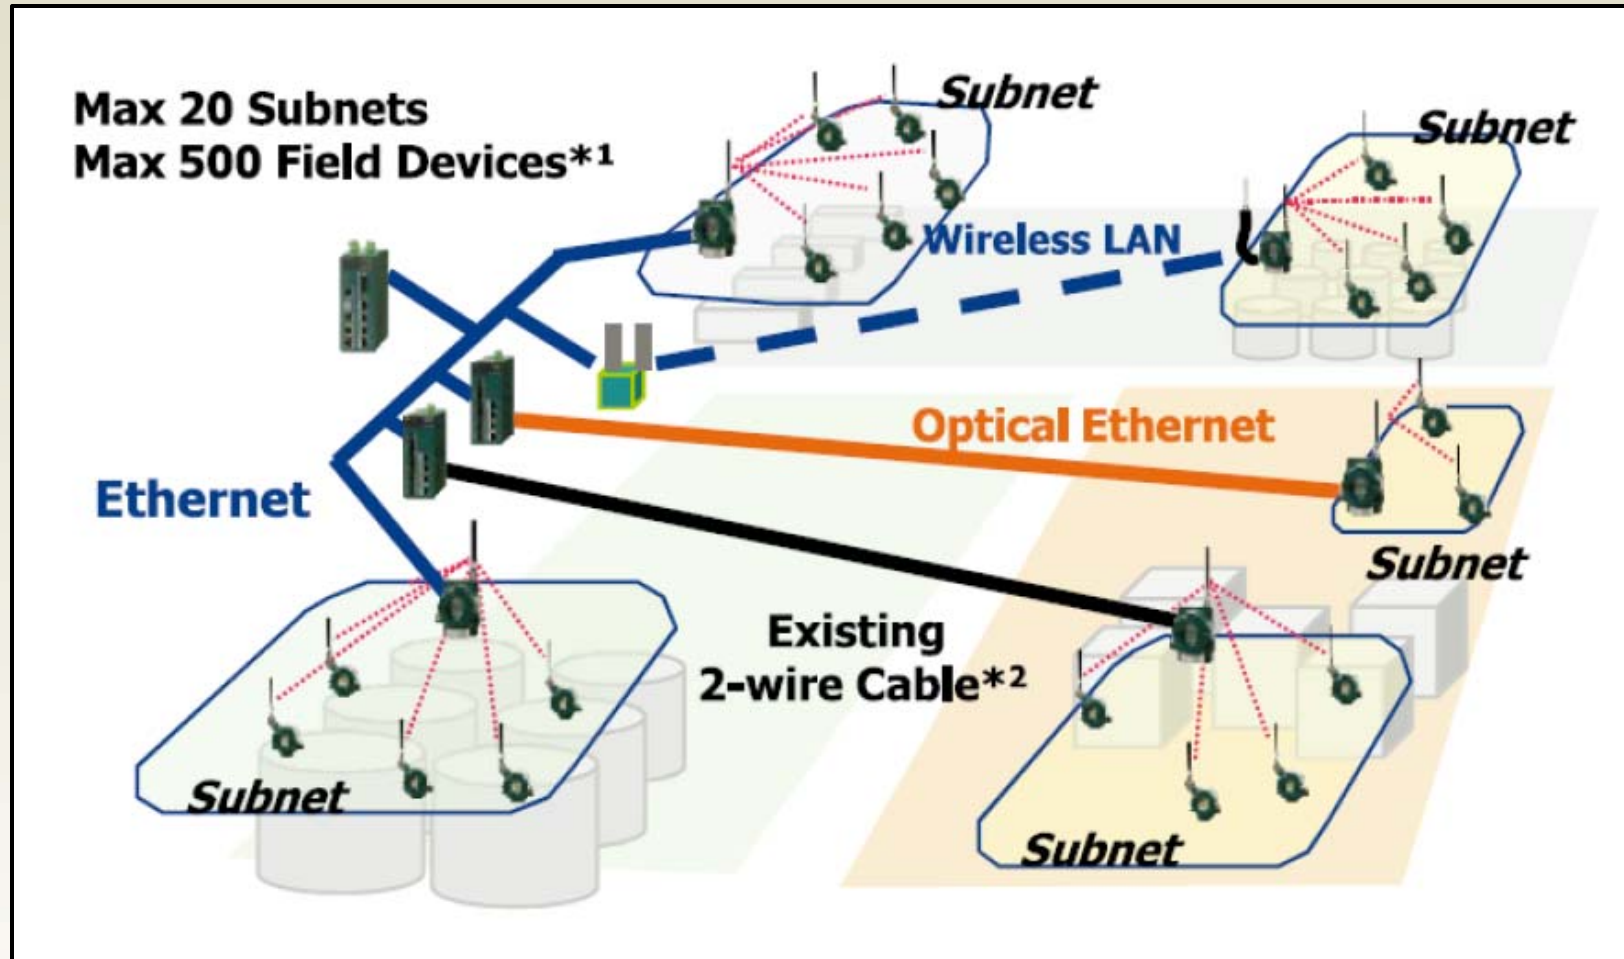 Max 20 Subnets
Max 500 Field Devices*1
Subnet
Subnet
Wireless LAN
Optical Ethernet
Ethernet
Subnet
Existing
2-wire Cable*2
Subnet
Subnet